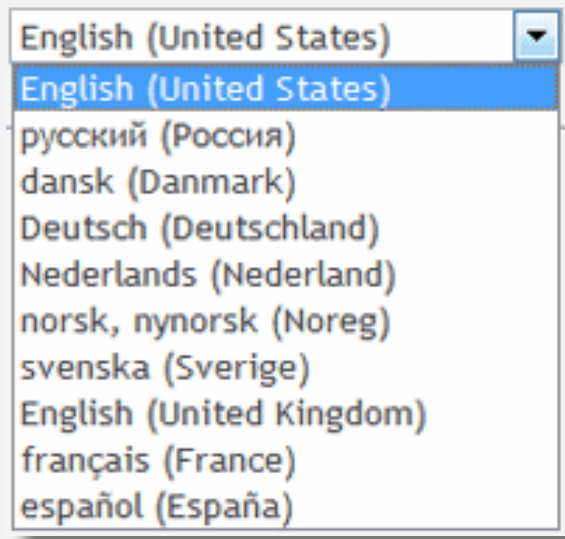 English (United States)
English (United States)
русский (Россия)
dansk (Danmark)
Deutsch (Deutschland)
Nederlands (Nederland)
norsk, nynorsk (Noreg)
svenska (Sverige)
English (United Kingdom)
français (France)
español (España)